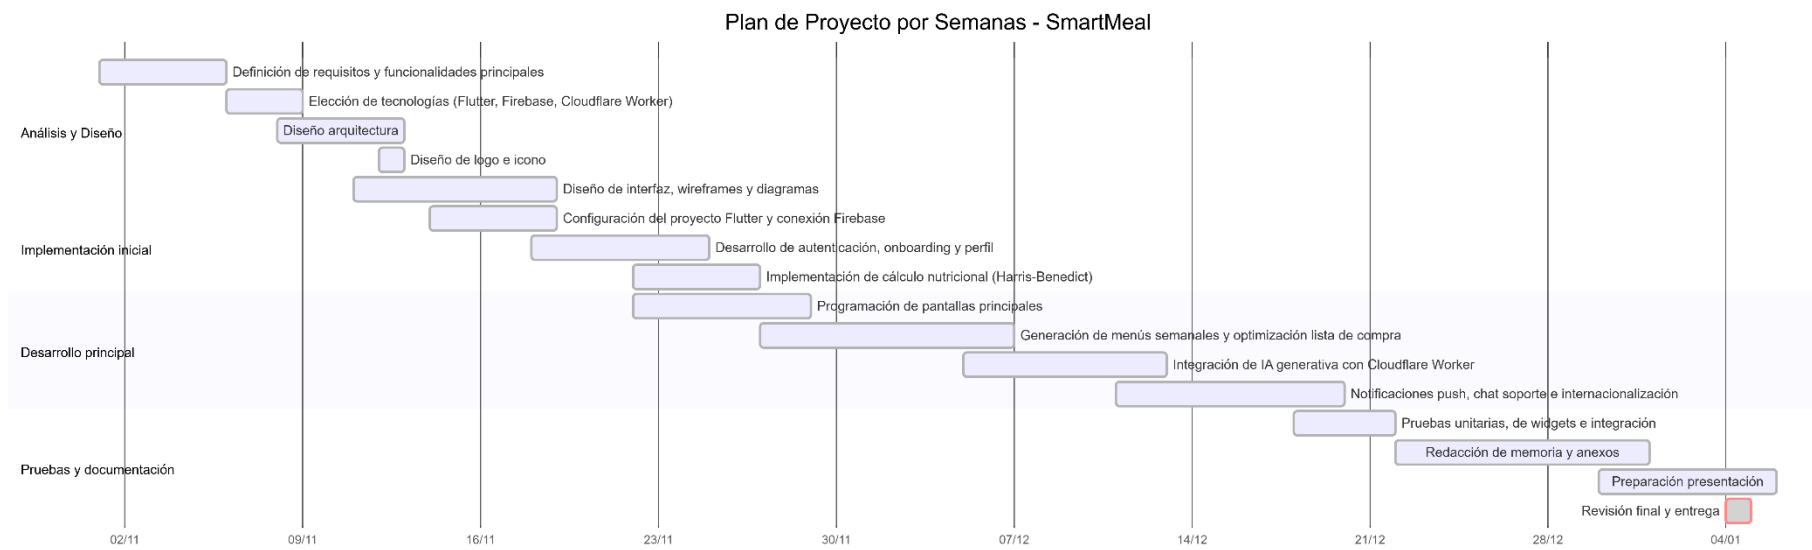 Plan de Proyecto por Semanas - SmartMeal
Definición de requisitos y funcionalidades principales
Elección de tecnologías (Flutter, Firebase, Cloudflare Worker)
Análisis y Diseño
Diseño arquitectura
Diseño de logo e icono
Diseño de interfaz, wireframes y diagramas
Configuración del proyecto Flutter y conexión Firebase
Implementación inicial
Desarrollo de autenticación, onboarding y perfil
Implementación de cálculo nutricional (Harris-Benedict)
Programación de pantallas principales
Generación de menús semanales y optimización lista de compra
Desarrollo principal
Integración de IA generativa con Cloudflare Worker
Notificaciones push, chat soporte e internacionalización
Pruebas unitarias, de widgets e integración
Redacción de memoria y anexos
Pruebas y documentación
Preparación presentación
Revisión final y entrega
02/11 09/11 16/11 23/11 30/11 07/12 14/12 21/12 28/12 04/01